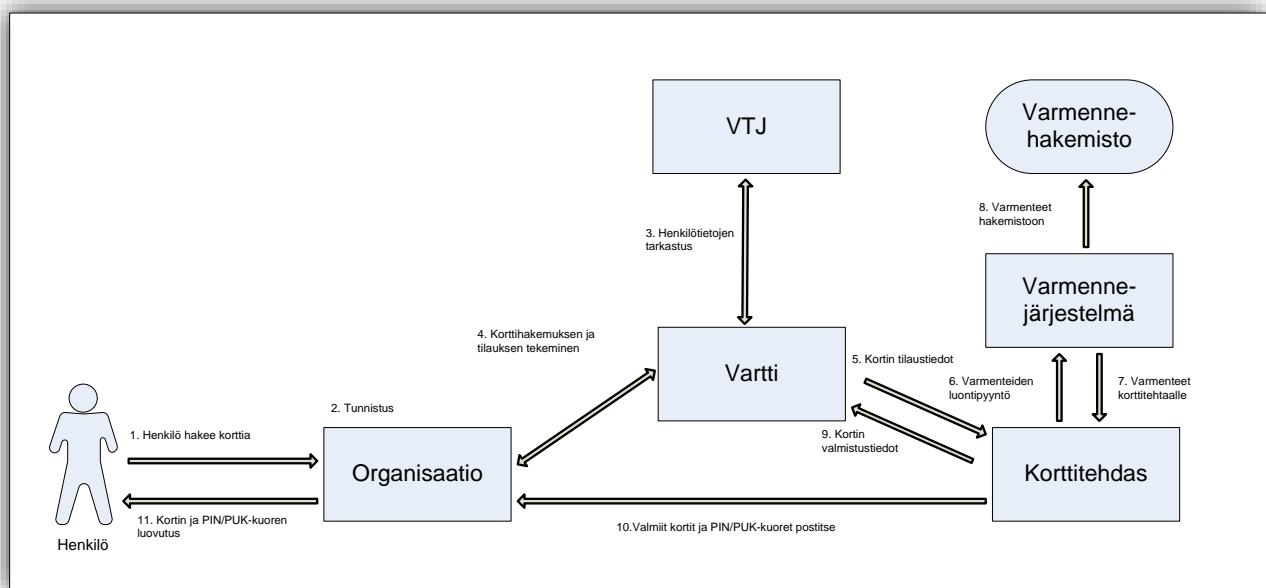 VTJ
Varmenne-
hakemisto
8. Varmenteet
hakemistoon
3. Henkilötietojen
tarkastus
Varmenne-
järjestelmä
4. Korttihakemuksen ja
tilauksen tekeminen
Vartti
5. Kortin tilaustiedot
6. Varmenteiden
luontipyyntö
7. Varmenteet
korttitehtaalle
2. Tunnistus
1. Henkilö hakee korttia
9. Kortin
valmistustiedot
Organisaatio
Korttitehdas
11. Kortin ja PIN/PUK-kuoren
luovutus
10.Valmiit kortit ja PIN/PUK-kuoret postitse
Henkilö